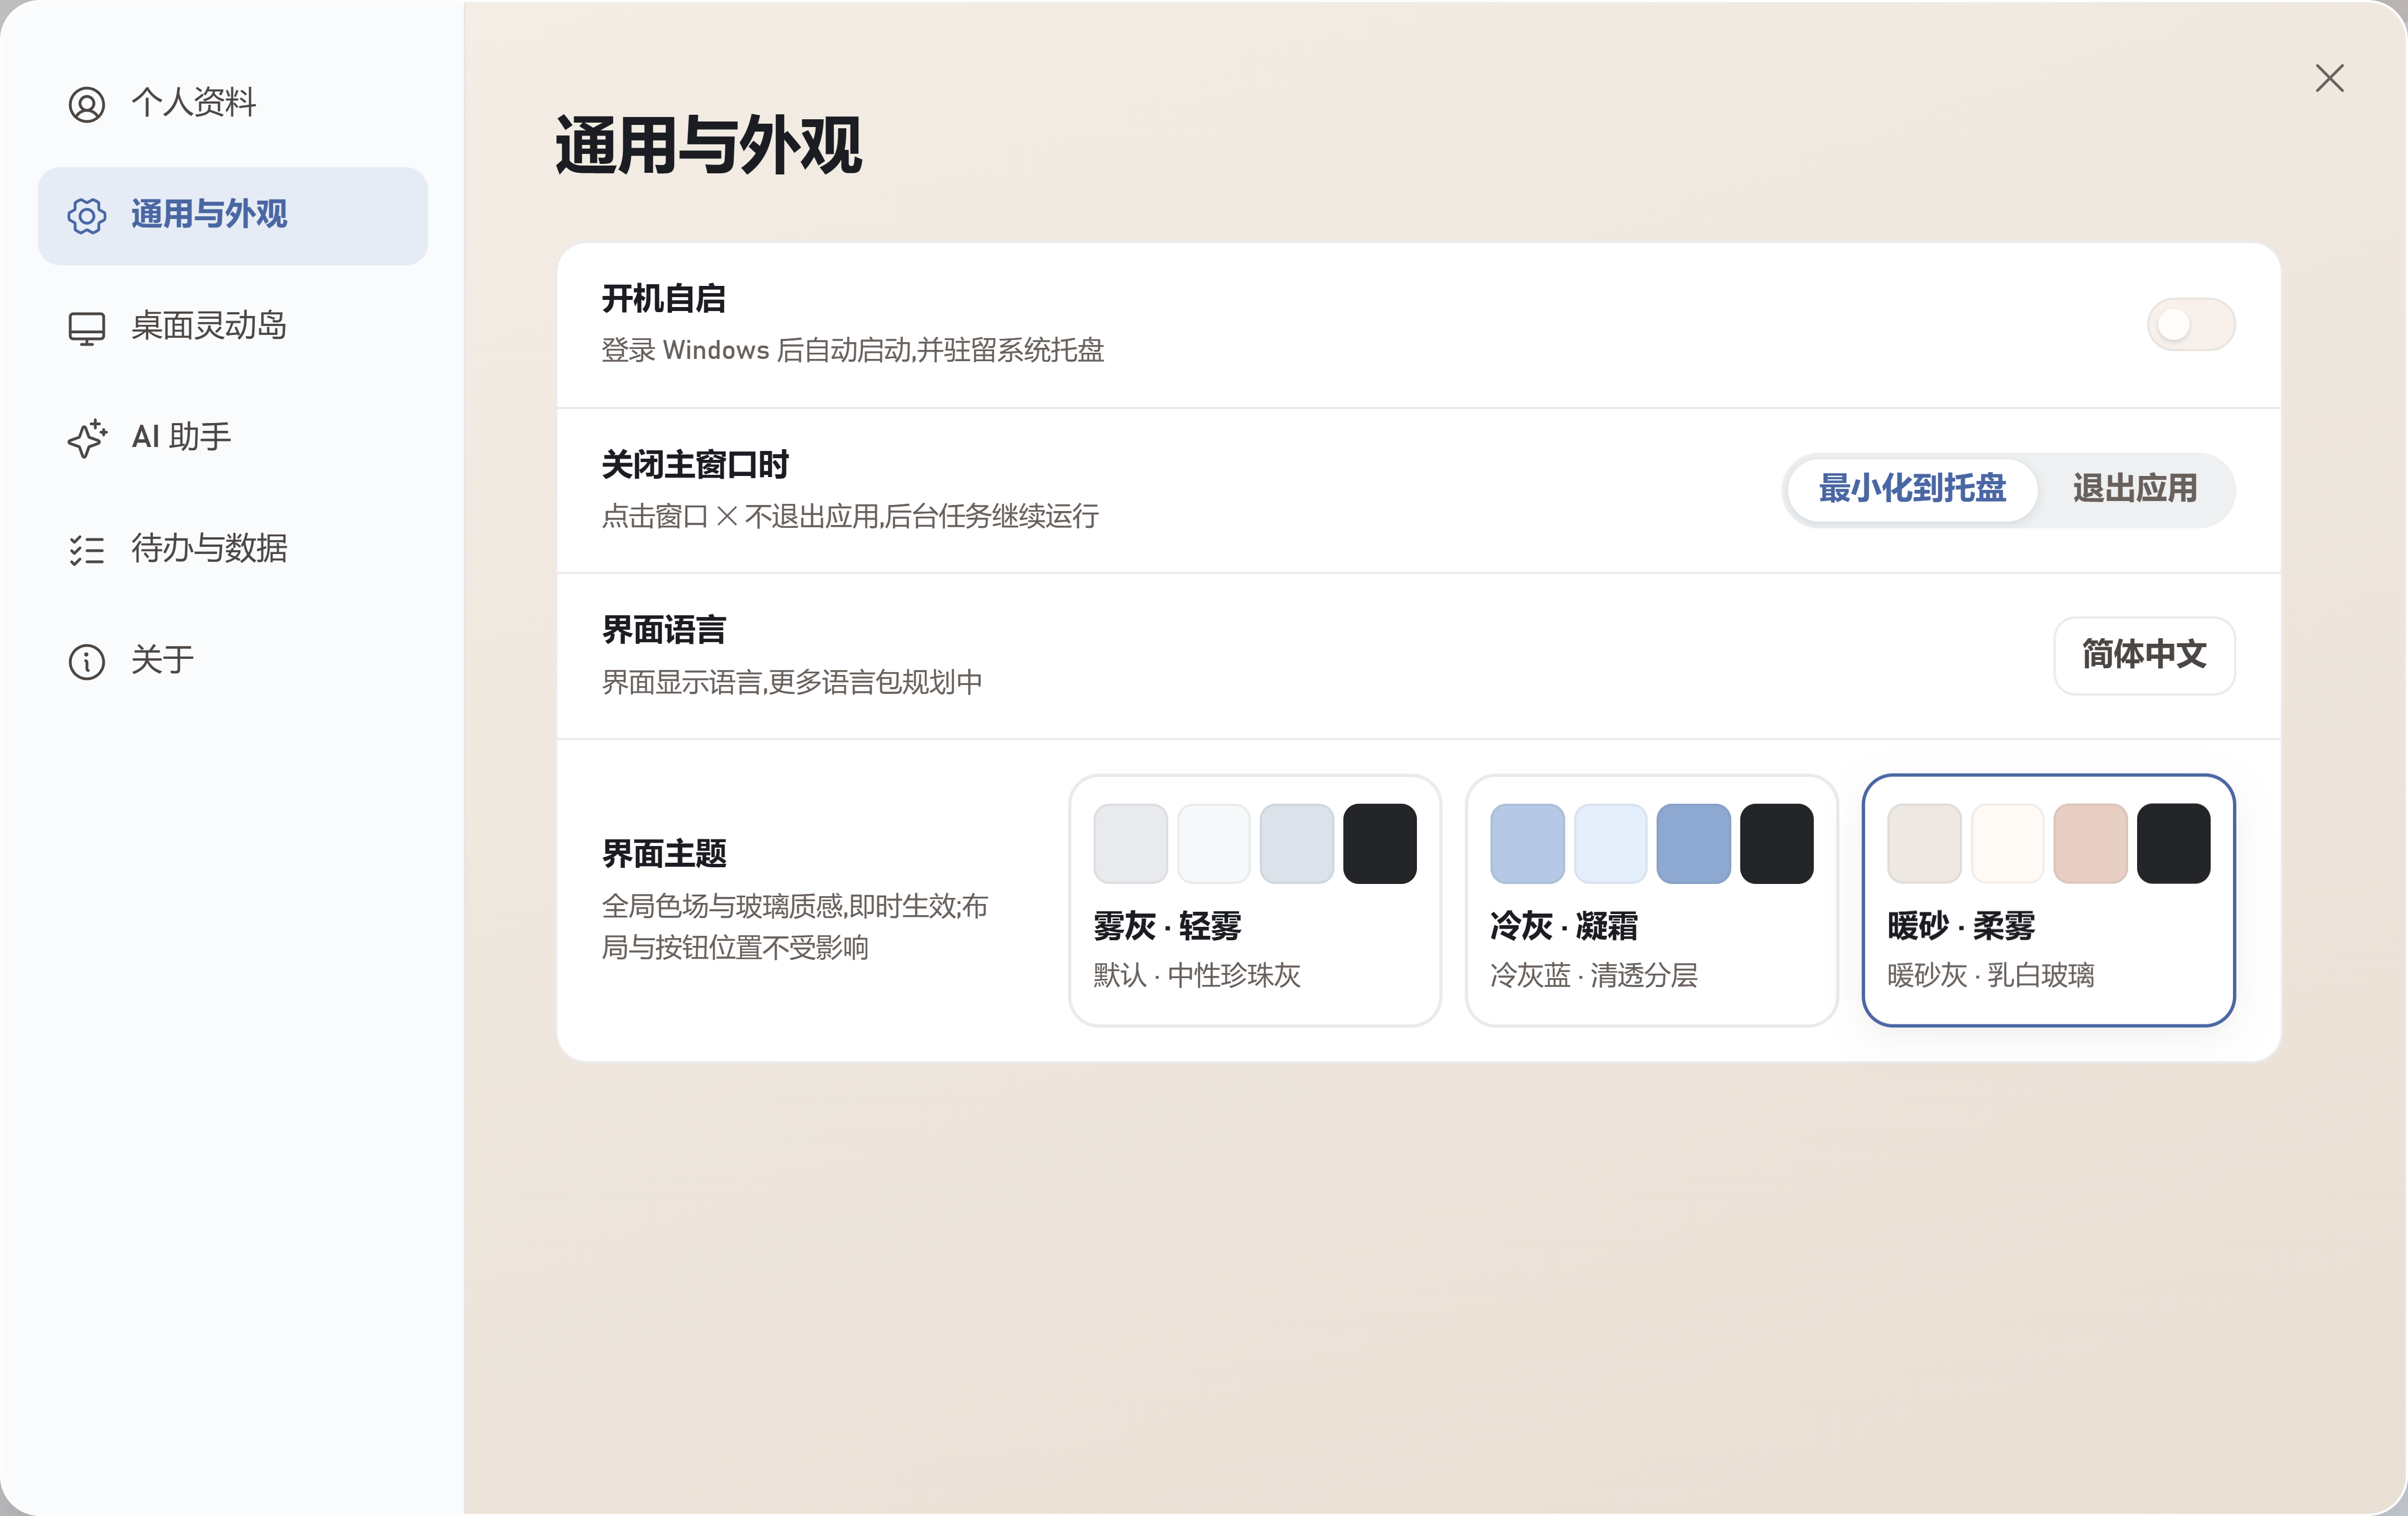 个人资料
通用与外观
桌面灵动岛
AI 助手
待办与数据
关于
通用与外观
开机自启
登录 Windows 后自动启动,并驻留系统托盘
关闭主窗口时
点击窗口 × 不退出应用,后台任务继续运行
最小化到托盘
退出应用
界面语言
界面显示语言,更多语言包规划中
简体中文
界面主题
全局色场与玻璃质感,即时生效;布
局与按钮位置不受影响
雾灰 · 轻雾
默认 · 中性珍珠灰
冷灰 · 凝霜
冷灰蓝 · 清透分层
暖砂 · 柔雾
暖砂灰 · 乳白玻璃